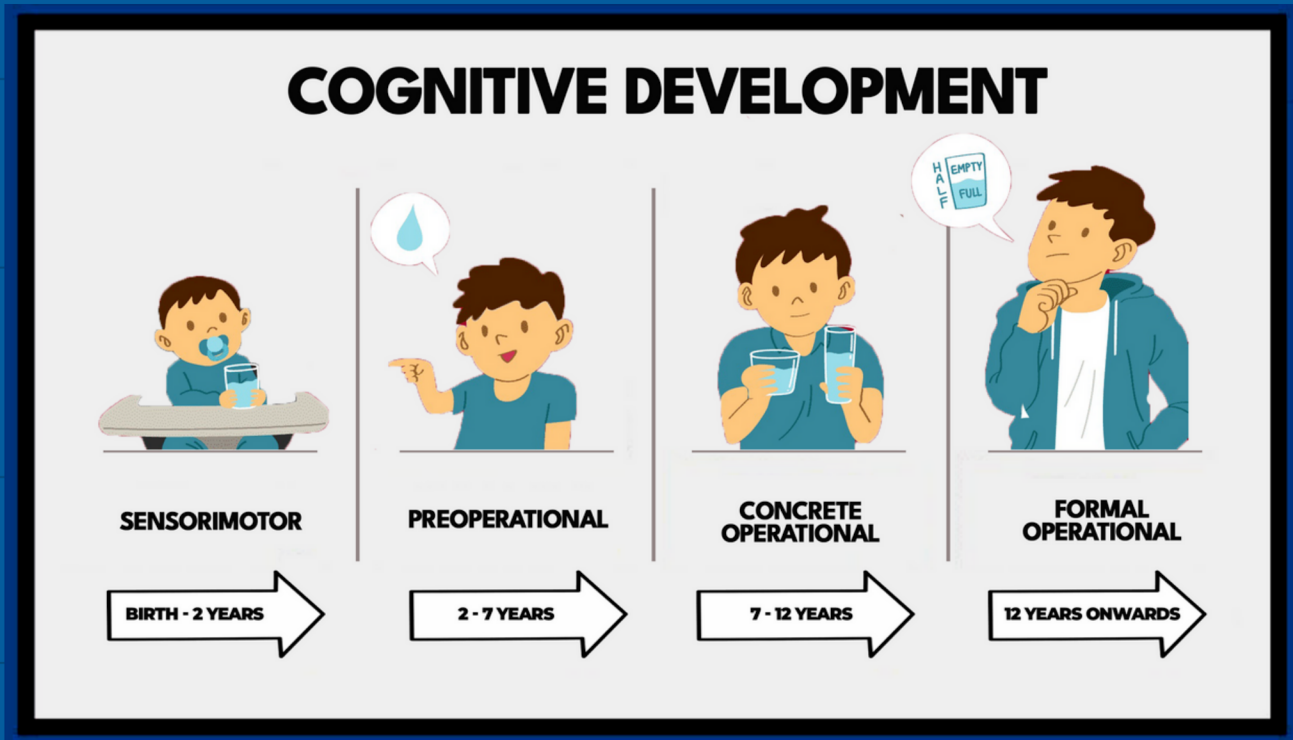 COGNITIVE DEVELOPMENT
HALF
EMPTY
FULL
SENSORIMOTOR
PREOPERATIONAL
CONCRETE
OPERATIONAL
FORMAL
OPERATIONAL
BIRTH - 2 YEARS
2 - 7 YEARS
7 - 12 YEARS
12 YEARS ONWARDS